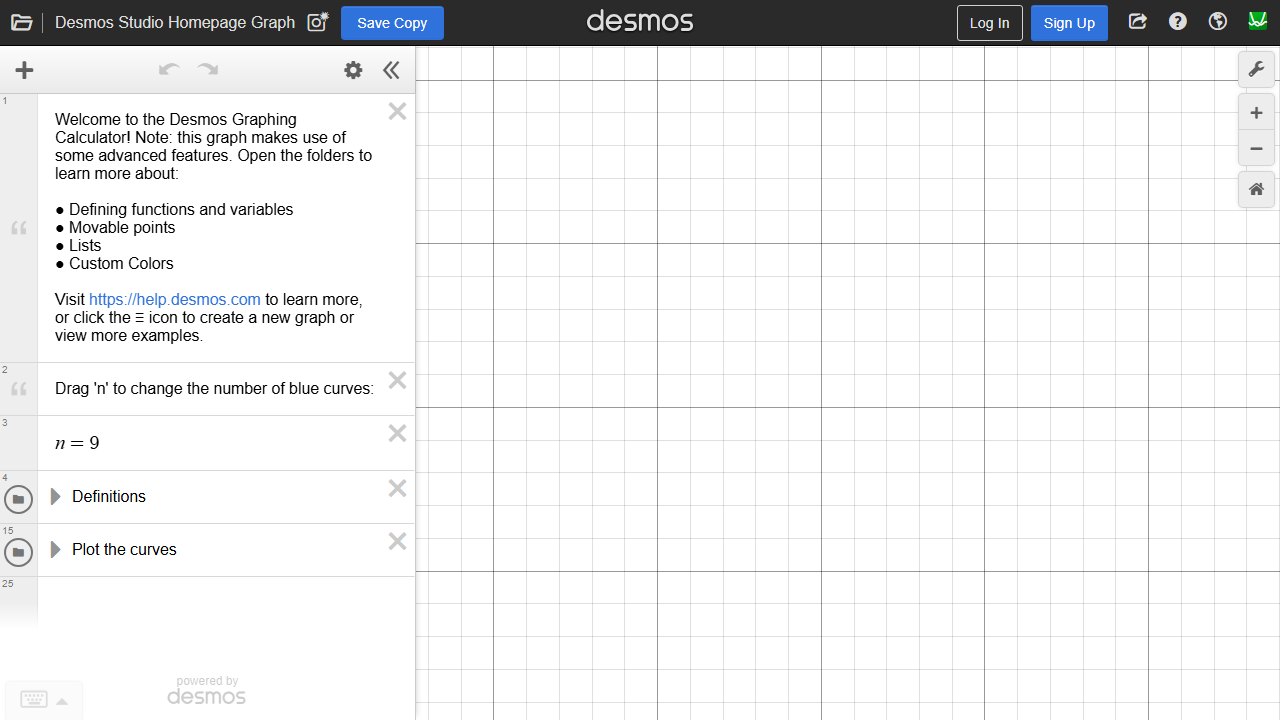 Desmos Studio Homepage Graph
Save Copy
desmos
Log In
Sign Up
1
Welcome to the Desmos Graphing
Calculator! Note: this graph makes use of
some advanced features. Open the folders to
learn more about:
● Defining functions and variables
● Movable points
● Lists
● Custom Colors
Visit https://help.desmos.com to learn more,
or click the Ξ icon to create a new graph or
view more examples.
2
Drag 'n' to change the number of blue curves:
3
n = 9
4
Definitions
15
Plot the curves
25
powered by
desmos